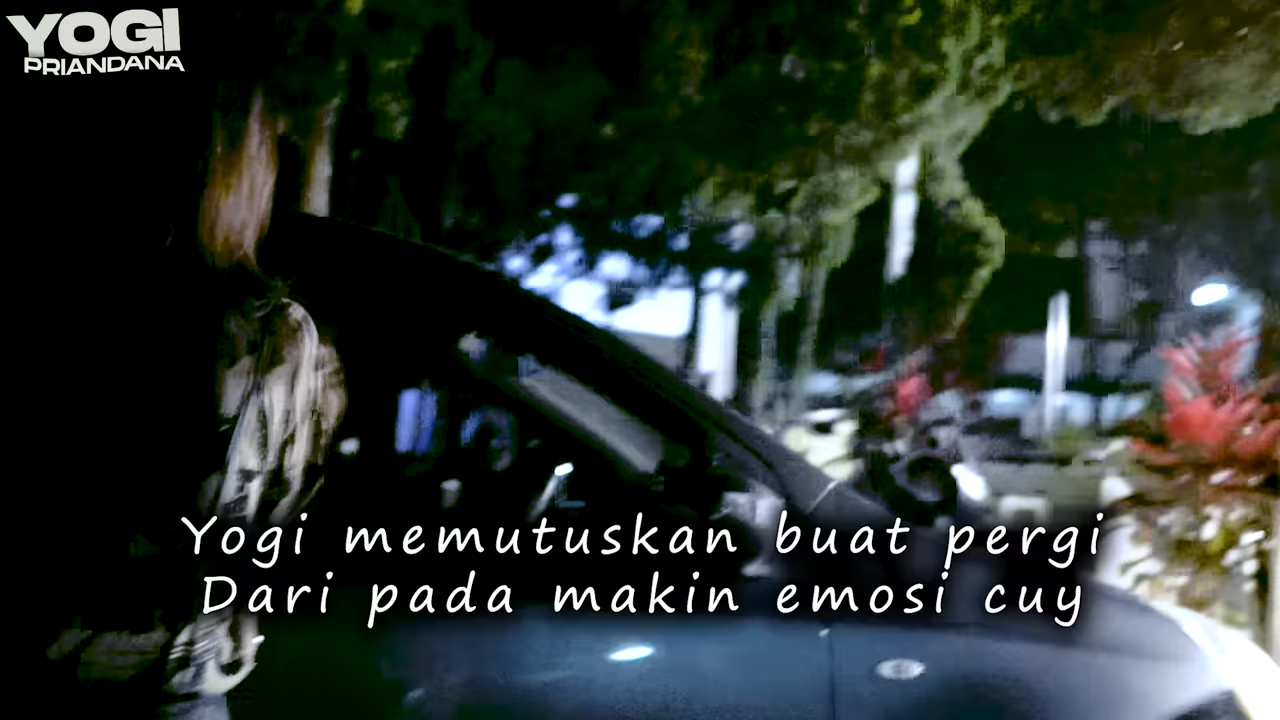 YOGI
PRIANDANA
Yogi memutuskan buat pergi
Dari pada makin emosi cuy